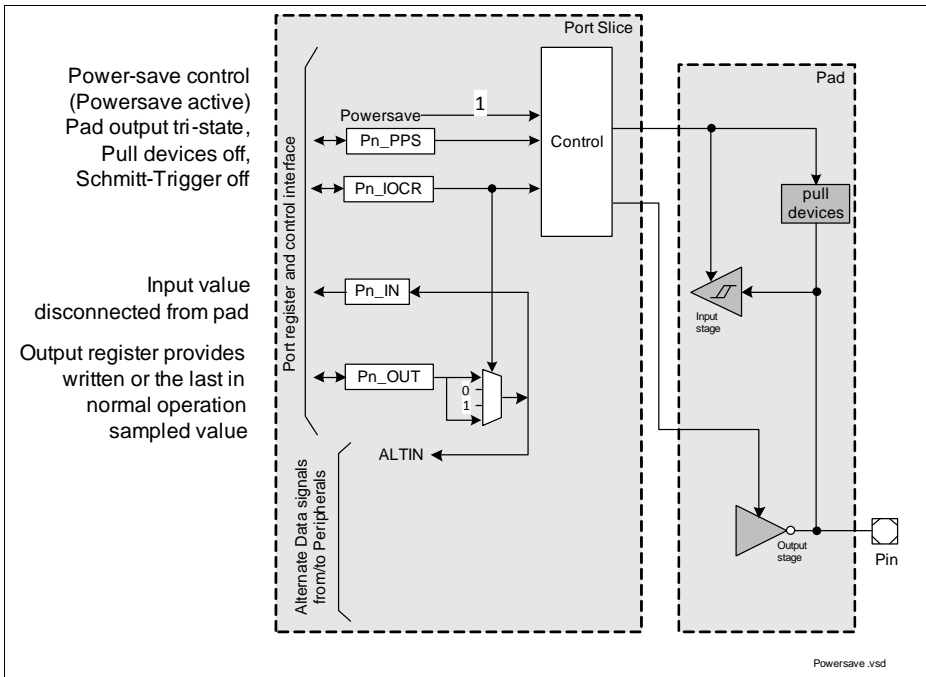 Port Slice
Power-save control
(Powersave active)
Pad output tri-state,
Pull devices off,
Schmitt-Trigger off
Input value
disconnected from pad
Output register provides
written or the last in
normal operation
sampled value
Port register and control interface
Powersave
1
Pn_PPS
Pn_IOCR
Pn_IN
Pn_OUT
0
1
Control
Alternate Data signals
from/to Peripherals
ALTIN
Pad
pull
devices
Input
stage
Output
stage
Pin
Powersave .vsd